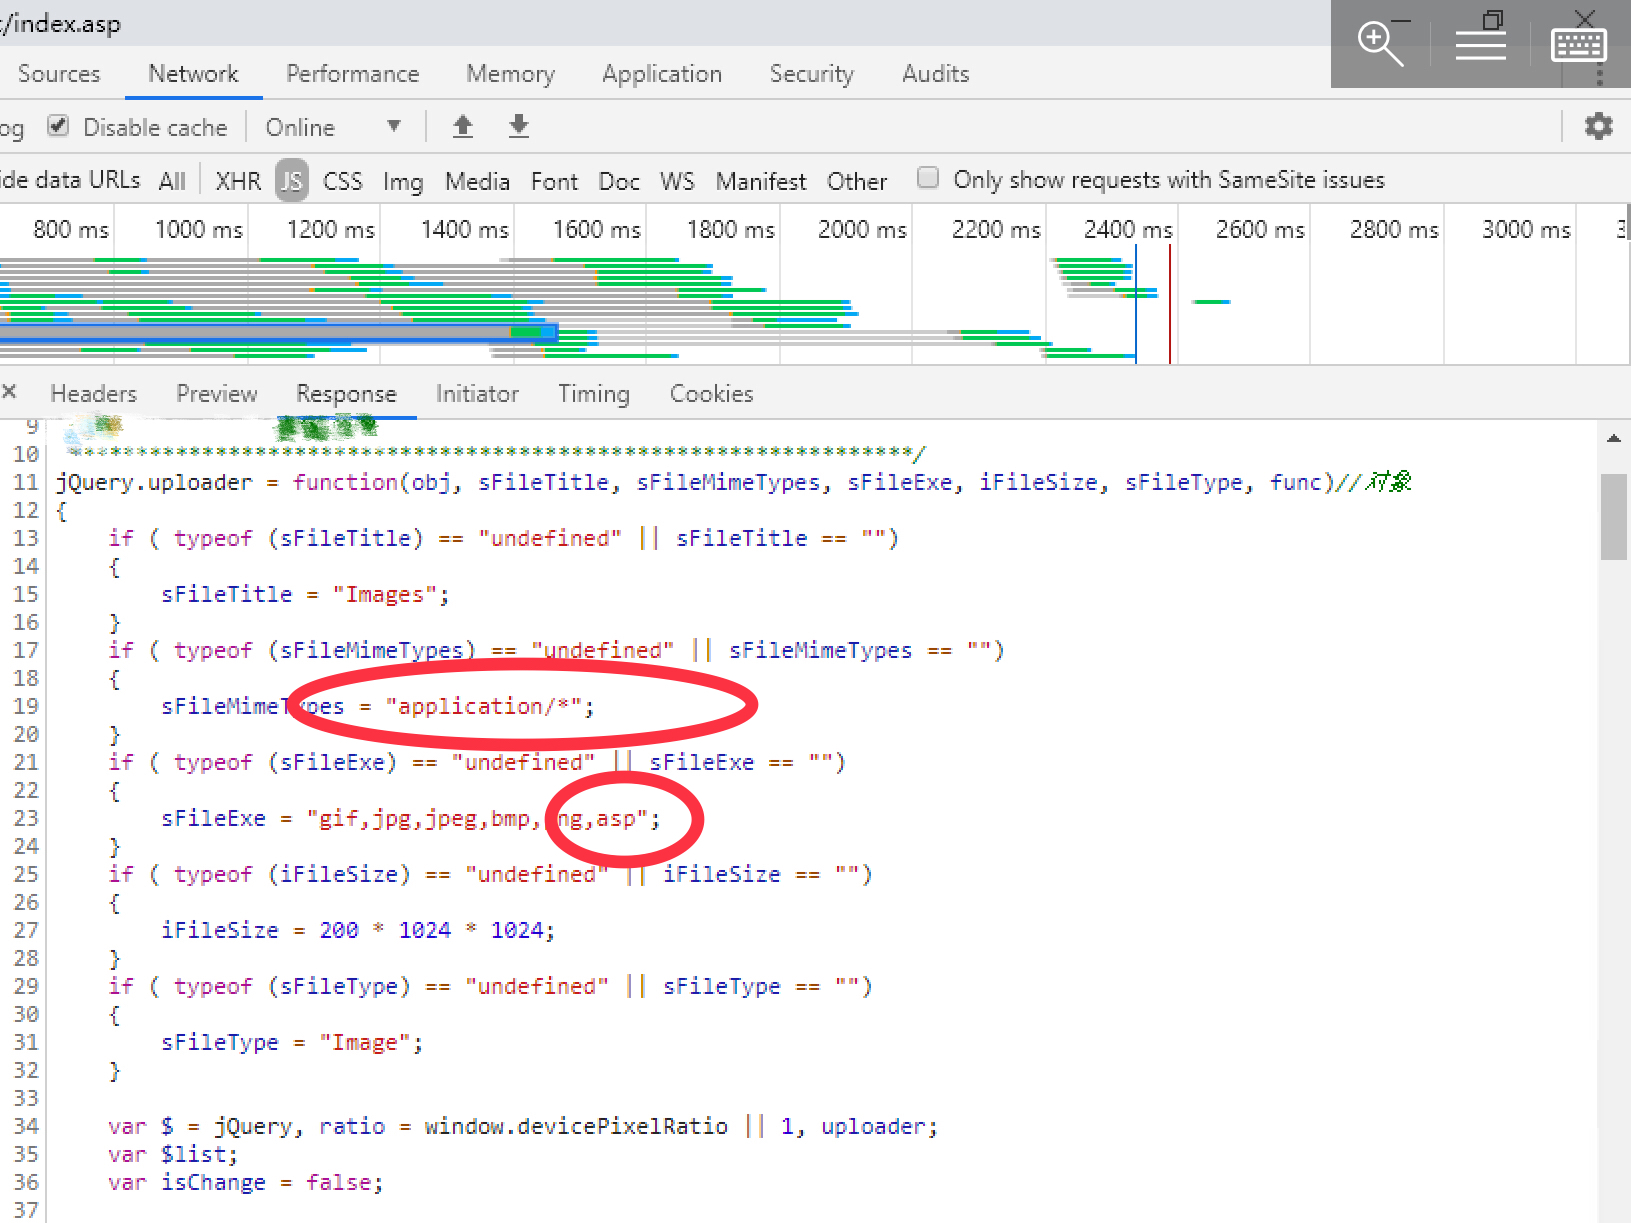 /index.asp
Sources Network Performance Memory Application Security Audits
og Disable cache Online
ide data URLs All XHR JS CSS Img Media Font Doc WS Manifest Other Only show requests with SameSite issues
800 ms 1000 ms 1200 ms 1400 ms 1600 ms 1800 ms 2000 ms 2200 ms 2400 ms 2600 ms 2800 ms 3000 ms 3
× Headers Preview Response Initiator Timing Cookies
9
10 ****************************************************************/
11 jQuery.uploader = function(obj, sFileTitle, sFileMimeTypes, sFileExe, iFileSize, sFileType, func)//对象
12 {
13 if ( typeof (sFileTitle) == "undefined" || sFileTitle == "")
14 {
15 sFileTitle = "Images";
16 }
17 if ( typeof (sFileMimeTypes) == "undefined" || sFileMimeTypes == "")
18 {
19 sFileMimeTypes = "application/*";
20 }
21 if ( typeof (sFileExe) == "undefined" || sFileExe == "")
22 {
23 sFileExe = "gif,jpg,jpeg,bmp,png,asp";
24 }
25 if ( typeof (iFileSize) == "undefined" || iFileSize == "")
26 {
27 iFileSize = 200 * 1024 * 1024;
28 }
29 if ( typeof (sFileType) == "undefined" || sFileType == "")
30 {
31 sFileType = "Image";
32 }
33
34 var $ = jQuery, ratio = window.devicePixelRatio || 1, uploader;
35 var $list;
36 var isChange = false;
37